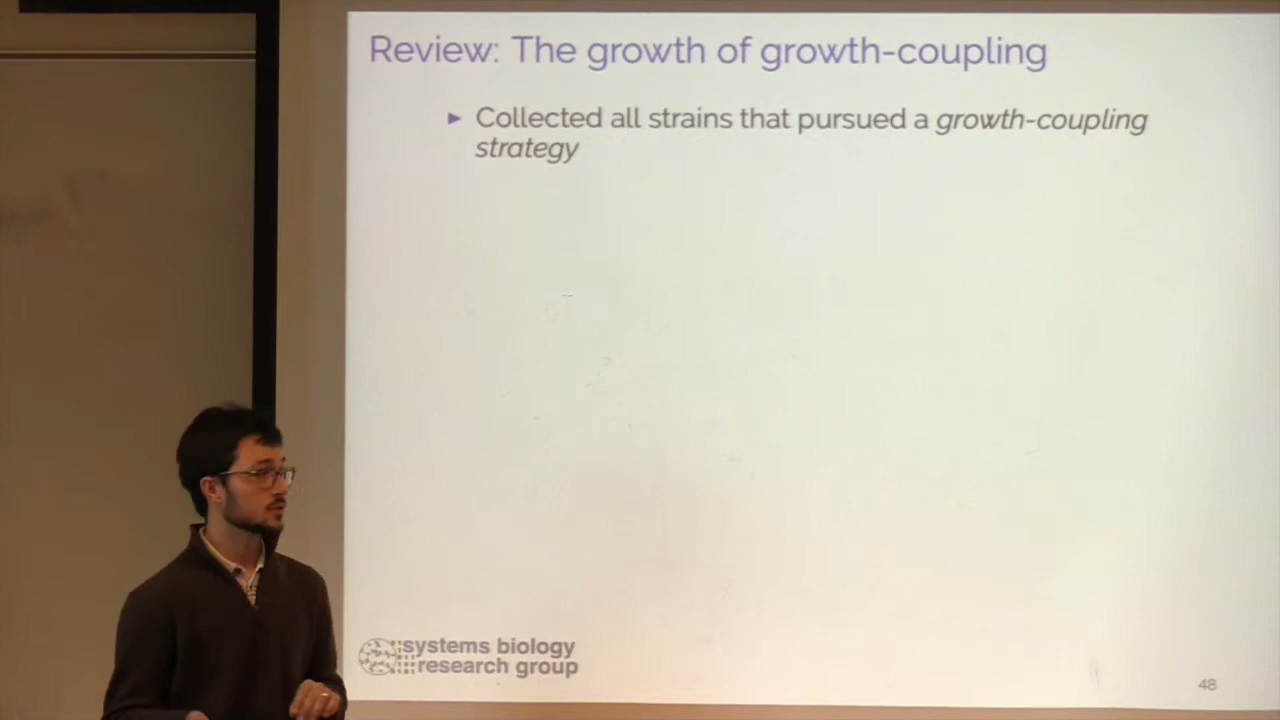 Review: The growth of growth-coupling
► Collected all strains that pursued a growth-coupling
strategy
systems biology
research group
48